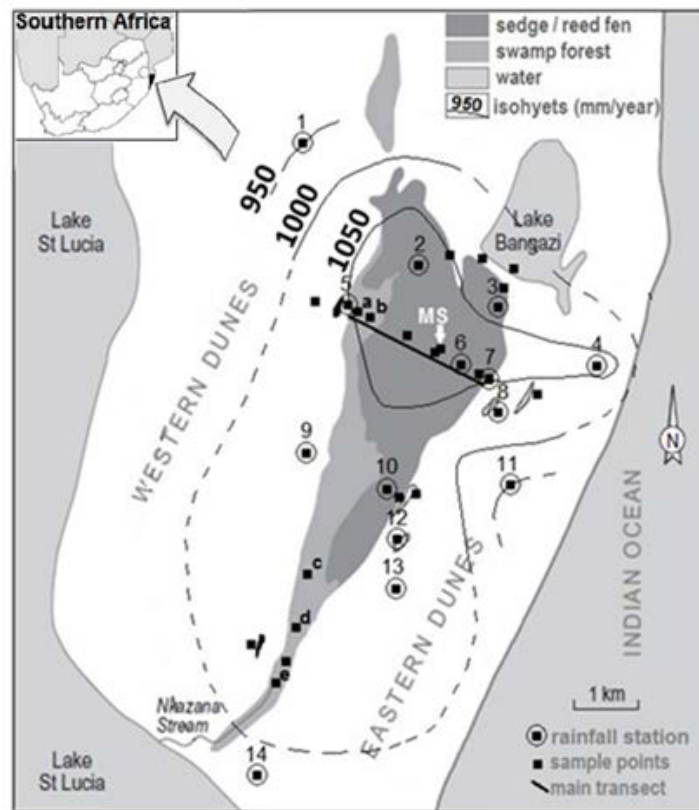 Southern Africa
sedge / reed fen
swamp forest
water
950 isohyets (mm/year)
1
950
1000
1050
Lake
St Lucia
Lake
Bangazi
2
3
5
a
b
MS
4
6
7
8
WESTERN DUNES
9
10
11
12
13
c
d
e
EASTERN DUNES
INDIAN OCEAN
N
1 km
Nkazana
Stream
14
Lake
St Lucia
rainfall station
sample points
main transect